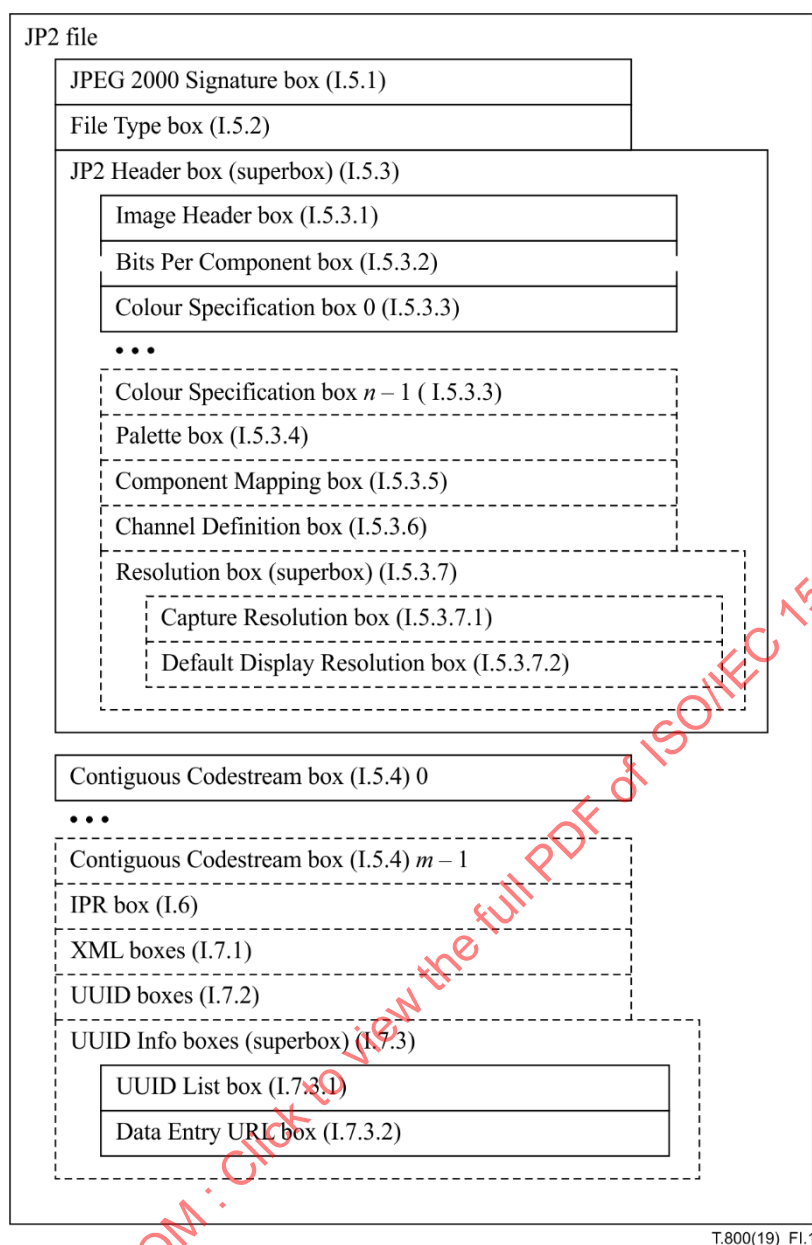 JP2 file
JPEG 2000 Signature box (I.5.1)
File Type box (I.5.2)
JP2 Header box (superbox) (I.5.3)
Image Header box (I.5.3.1)
Bits Per Component box (I.5.3.2)
Colour Specification box 0 (I.5.3.3)
•••
Colour Specification box n – 1 ( I.5.3.3)
Palette box (I.5.3.4)
Component Mapping box (I.5.3.5)
Channel Definition box (I.5.3.6)
Resolution box (superbox) (I.5.3.7)
Capture Resolution box (I.5.3.7.1)
Default Display Resolution box (I.5.3.7.2)
Contiguous Codestream box (I.5.4) 0
•••
Contiguous Codestream box (I.5.4) m – 1
IPR box (I.6)
XML boxes (I.7.1)
UUID boxes (I.7.2)
UUID Info boxes (superbox) (I.7.3)
UUID List box (I.7.3.1)
Data Entry URL box (I.7.3.2)
T.800(19)_FI.1
OM : Click to view the full PDF of ISO/IEC 15